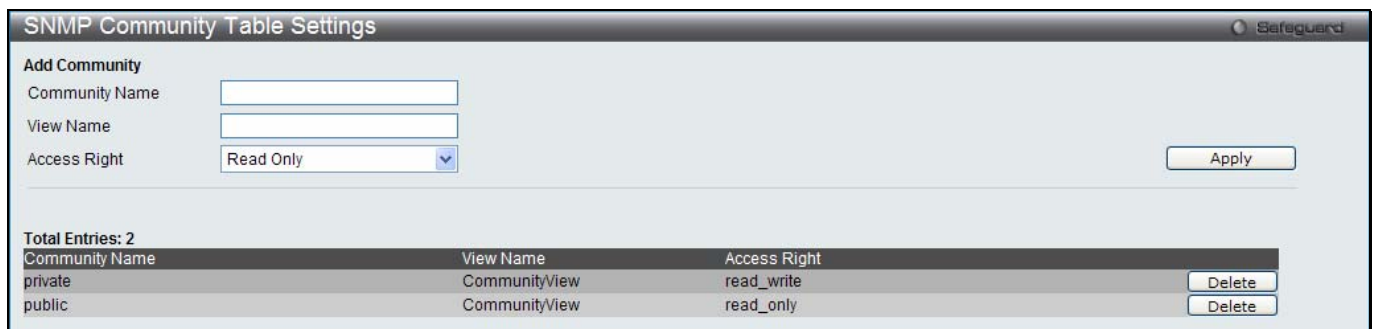 SNMP Community Table Settings
Safeguard
Add Community
Community Name
View Name
Access Right Read Only Apply
Total Entries: 2
Community Name View Name Access Right
private CommunityView read_write Delete
public CommunityView read_only Delete